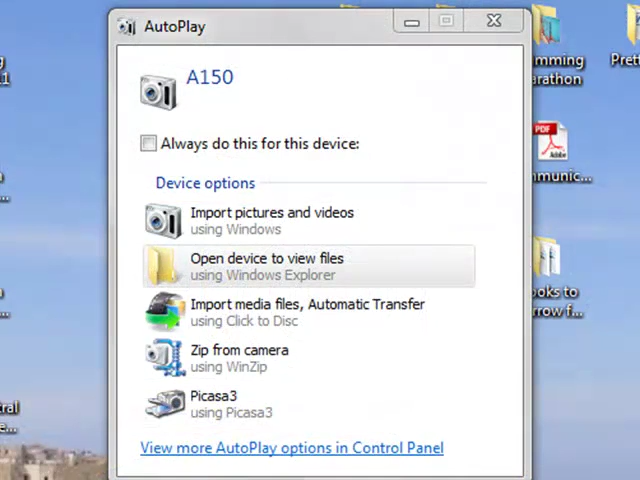 AutoPlay
A150
Always do this for this device:
Device options
Import pictures and videos
using Windows
Open device to view files
using Windows Explorer
Import media files, Automatic Transfer
using Click to Disc
Zip from camera
using WinZip
Picasa3
using Picasa3
View more AutoPlay options in Control Panel
mming
arathon
Prett
PDF
Adobe
mmunic...
ooks to
rrow f...